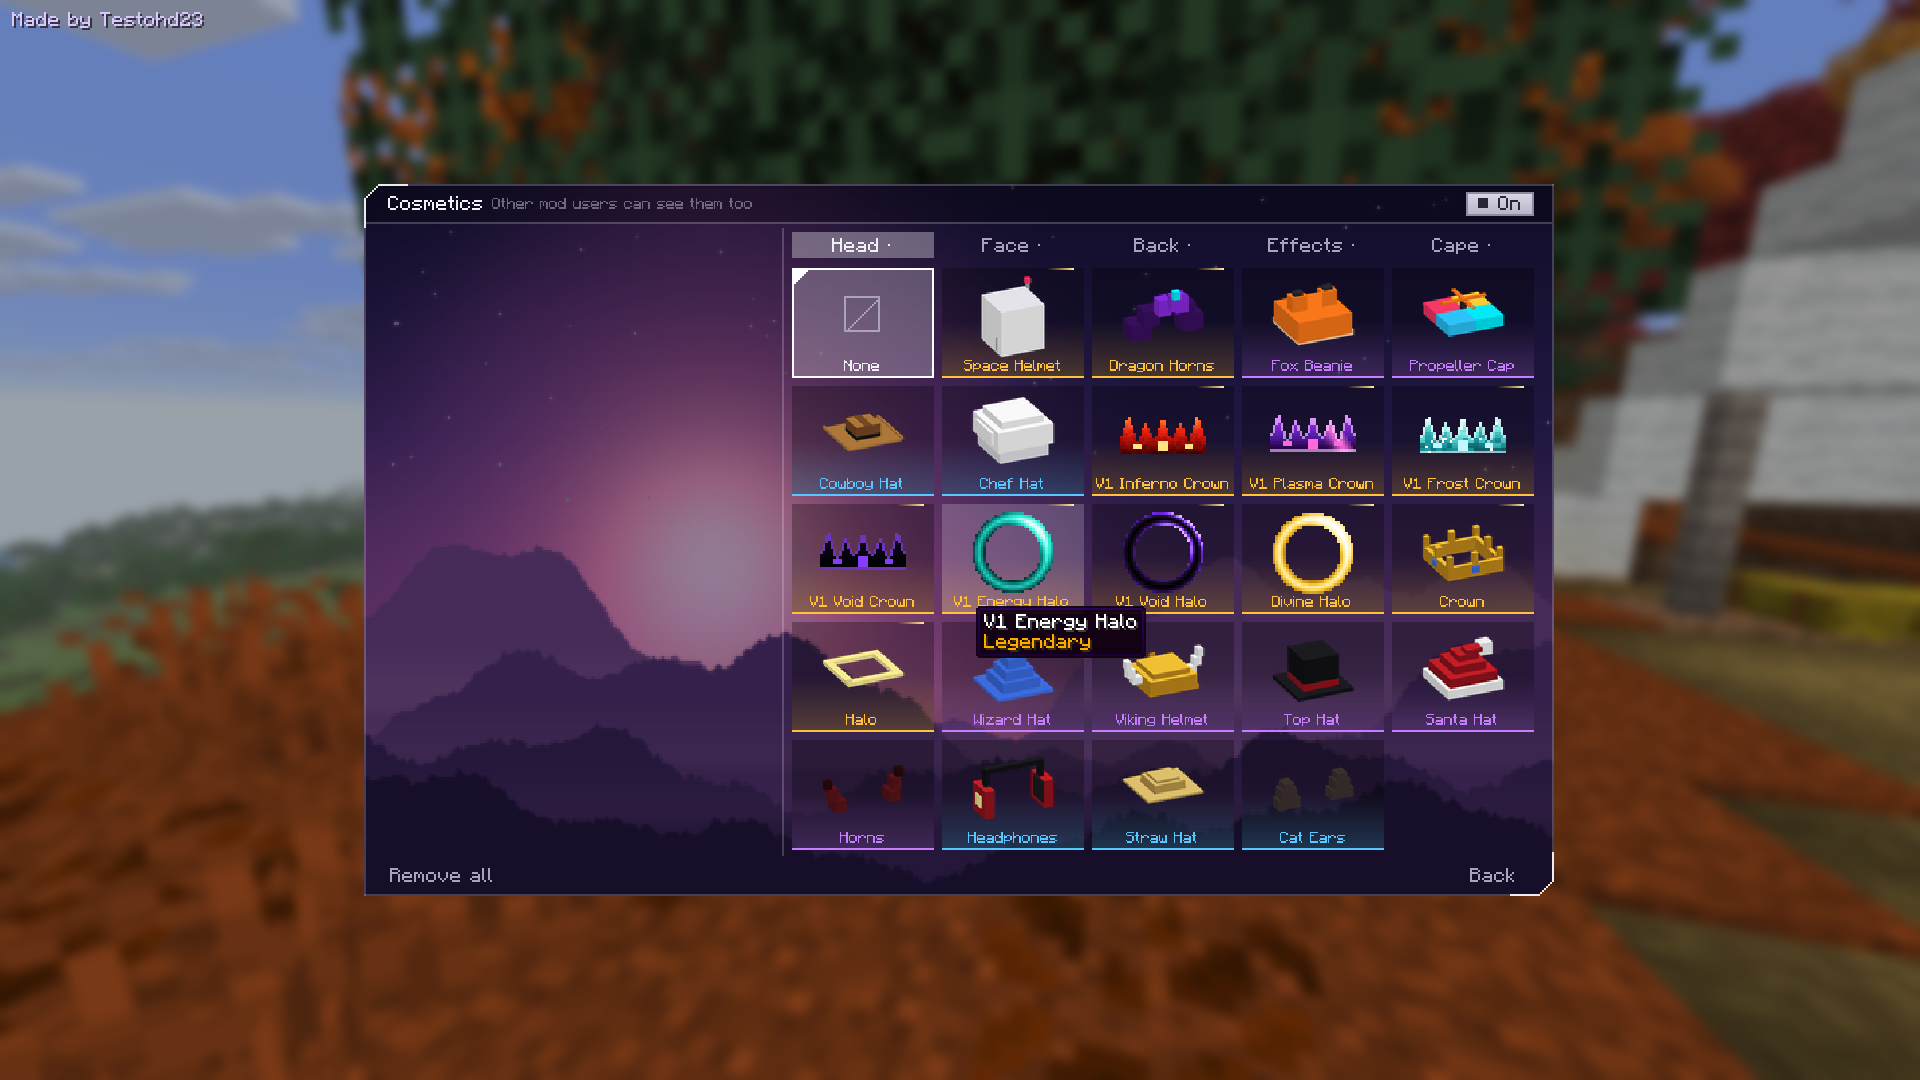 Made by Testohd23
Cosmetics Other mod users can see them too
On
Head · Face · Back · Effects · Cape ·
None Space Helmet Dragon Horns Fox Beanie Propeller Cap
Cowboy Hat Chef Hat V1 Inferno Crown V1 Plasma Crown V1 Frost Crown
V1 Void Crown V1 Energy Halo V1 Void Halo Divine Halo Crown
V1 Energy Halo
Legendary
Halo Wizard Hat Viking Helmet Top Hat Santa Hat
Horns Headphones Straw Hat Cat Ears
Remove all Back